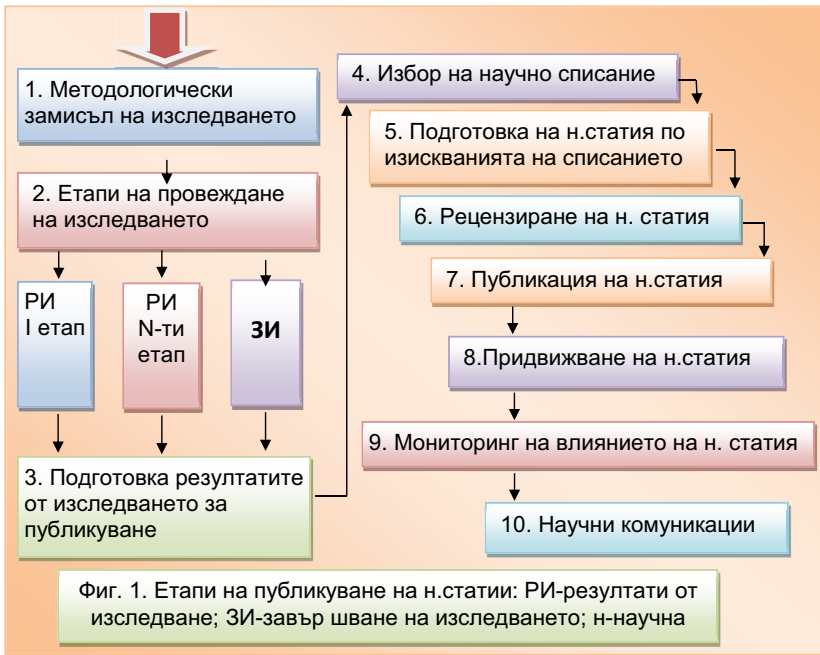 1. Методологически
замисъл на изследването
2. Етапи на провеждане
на изследването
РИ
I етап
РИ
N-ти
етап
ЗИ
3. Подготовка резултатите
от изследването за
публикуване
4. Избор на научно списание
5. Подготовка на н.статия по
изискванията на списанието
6. Рецензиране на н. статия
7. Публикация на н.статия
8.Придвижване на н.статия
9. Мониторинг на влиянието на н. статия
10. Научни комуникации
Фиг. 1. Етапи на публикуване на н.статии: РИ-резултати от
изследване; ЗИ-завър шване на изследването; н-научна